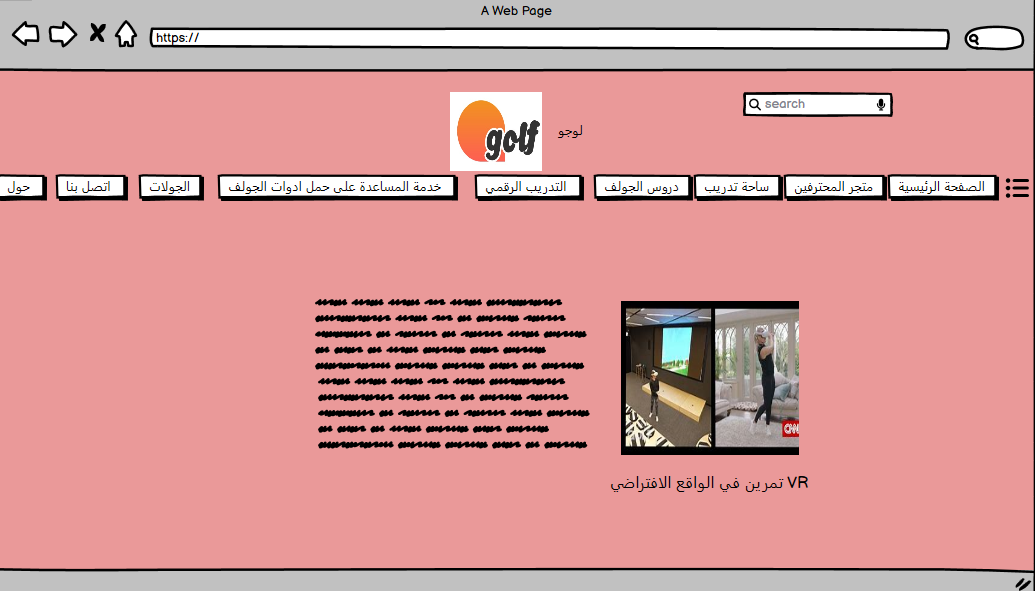 A Web Page
https://
search
golf
لوجو
الصفحة الرئيسية
متجر المحترفين
ساحة تدريب
دروس الجولف
التدريب الرقمي
خدمة المساعدة على حمل ادوات الجولف
الجولات
اتصل بنا
حول
CNN
VR تمرين في الواقع الافتراضي